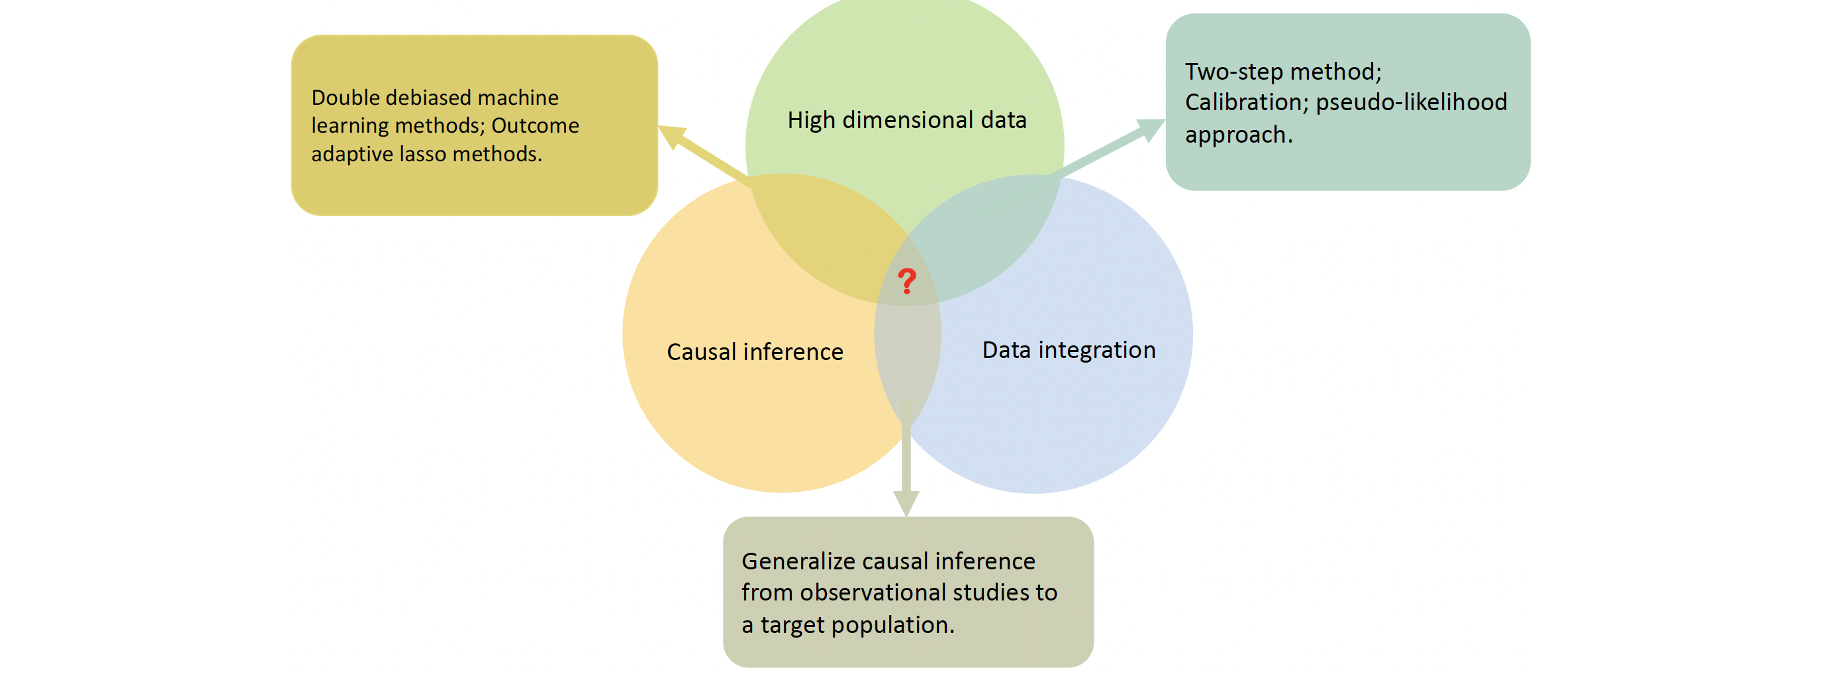 Double debiased machine
learning methods; Outcome
adaptive lasso methods.
High dimensional data
Two-step method;
Calibration; pseudo-likelihood
approach.
?
Causal inference
Data integration
Generalize causal inference
from observational studies to
a target population.